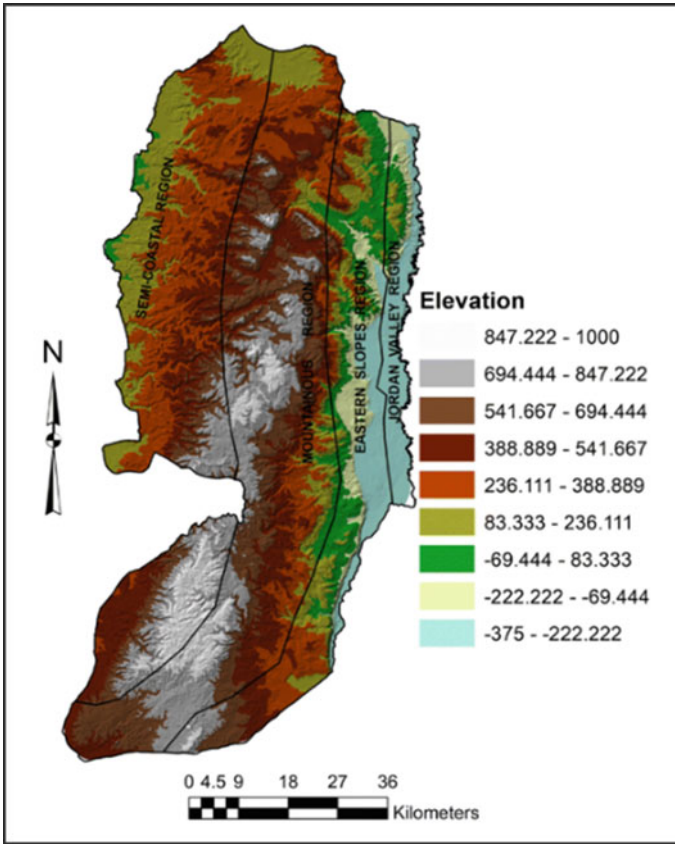 SEMI-COASTAL REGION
MOUNTAINOUS REGION
EASTERN SLOPES REGION
JORDAN VALLEY REGION
N
Elevation
847.222 - 1000
694.444 - 847.222
541.667 - 694.444
388.889 - 541.667
236.111 - 388.889
83.333 - 236.111
-69.444 - 83.333
-222.222 - -69.444
-375 - -222.222
0 4.5 9 18 27 36
Kilometers